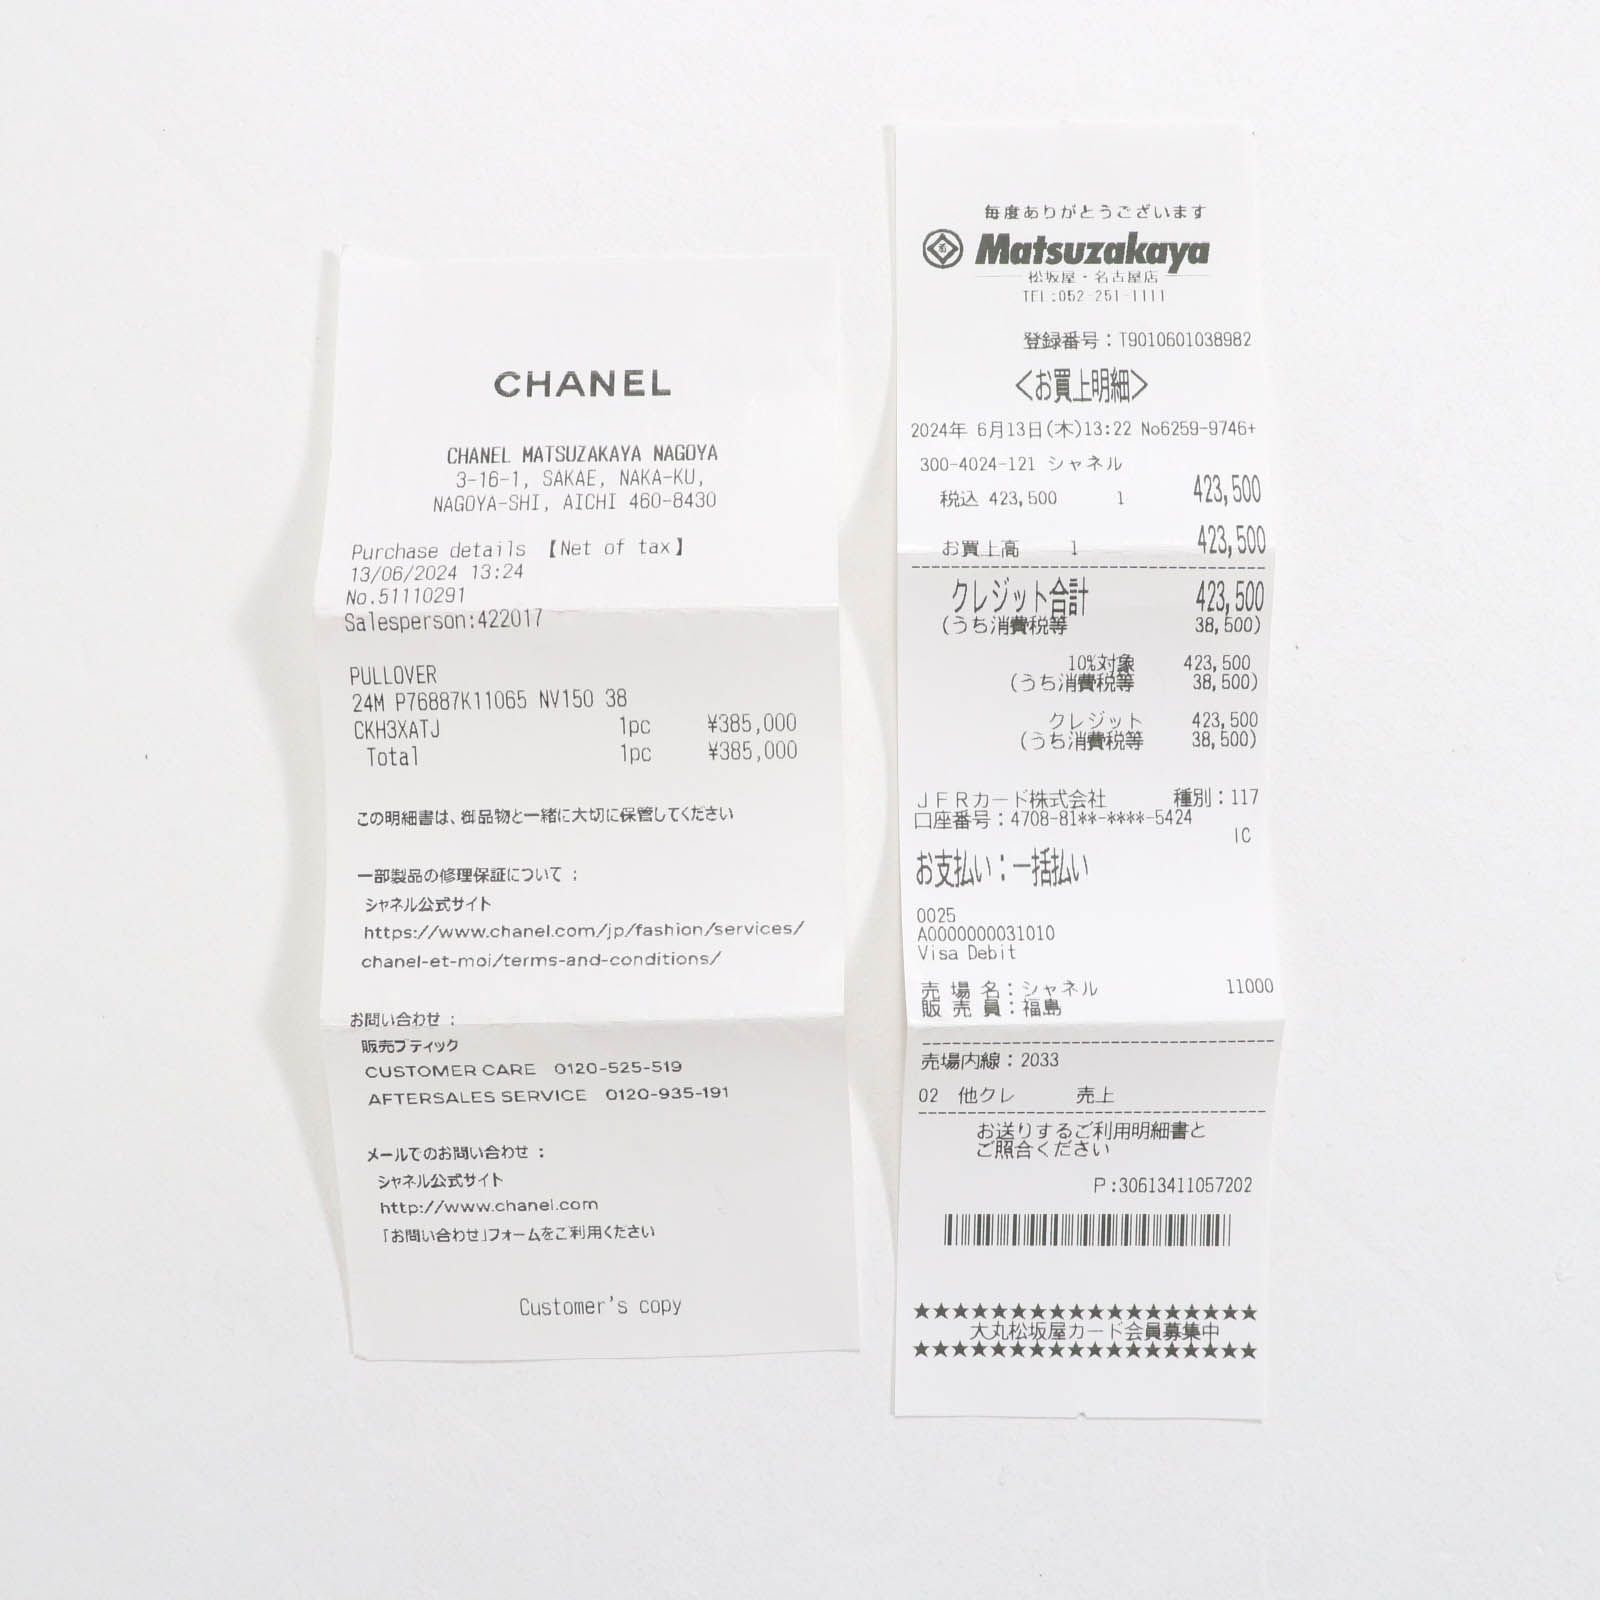 CHANEL
CHANEL MATSUZAKAYA NAGOYA
3-16-1, SAKAE, NAKA-KU,
NAGOYA-SHI, AICHI 460-8430
Purchase details 【Net of tax】
13/06/2024 13:24
No.51110291
Salesperson:422017
PULLOVER
24M P76887K11065 NV150 38
CKH3XATJ 1pc ¥385,000
Total 1pc ¥385,000
この明細書は、御品物と一緒に大切に保管してください
一部製品の修理保証について :
シャネル公式サイト
https://www.chanel.com/jp/fashion/services/
chanel-et-moi/terms-and-conditions/
お問い合わせ :
販売ブティック
CUSTOMER CARE 0120-525-519
AFTERSALES SERVICE 0120-935-191
メールでのお問い合わせ :
シャネル公式サイト
http://www.chanel.com
「お問い合わせ」フォームをご利用ください
Customer's copy
毎度ありがとうございます
Matsuzakaya
松坂屋・名古屋店
TEL:052-251-1111
登録番号：T9010601038982
＜お買上明細＞
2024年 6月13日(木)13:22 No6259-9746+
300-4024-121 シャネル
税込 423,500 1 423,500
お買上高 1 423,500
クレジット合計 423,500
(うち消費税等 38,500)
10%対象 423,500
(うち消費税等 38,500)
クレジット 423,500
(うち消費税等 38,500)
ＪＦＲカード株式会社 種別：117
口座番号：4708-81**-****-5424
IC
お支払い：一括払い
0025
A0000000031010
Visa Debit
売 場 名：シャネル 11000
販 売 員：福島
売場内線：2033
02 他クレ 売上
お送りするご利用明細書と
ご照合ください
P:30613411057202
★★★★★★★★★★★★★★★★★★
大丸松坂屋カード会員募集中
★★★★★★★★★★★★★★★★★★